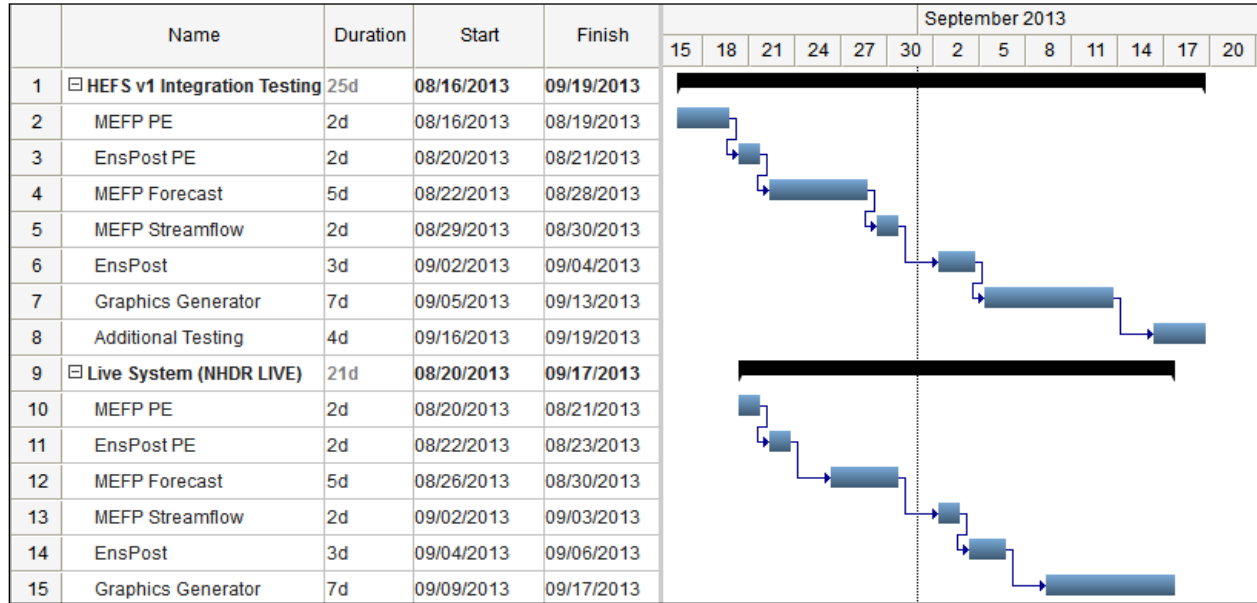 Name Duration Start Finish September 2013
15 18 21 24 27 30 2 5 8 11 14 17 20
1 HEFS v1 Integration Testing 25d 08/16/2013 09/19/2013
2 MEFP PE 2d 08/16/2013 08/19/2013
3 EnsPost PE 2d 08/20/2013 08/21/2013
4 MEFP Forecast 5d 08/22/2013 08/28/2013
5 MEFP Streamflow 2d 08/29/2013 08/30/2013
6 EnsPost 3d 09/02/2013 09/04/2013
7 Graphics Generator 7d 09/05/2013 09/13/2013
8 Additional Testing 4d 09/16/2013 09/19/2013
9 Live System (NHDR LIVE) 21d 08/20/2013 09/17/2013
10 MEFP PE 2d 08/20/2013 08/21/2013
11 EnsPost PE 2d 08/22/2013 08/23/2013
12 MEFP Forecast 5d 08/26/2013 08/30/2013
13 MEFP Streamflow 2d 09/02/2013 09/03/2013
14 EnsPost 3d 09/04/2013 09/06/2013
15 Graphics Generator 7d 09/09/2013 09/17/2013